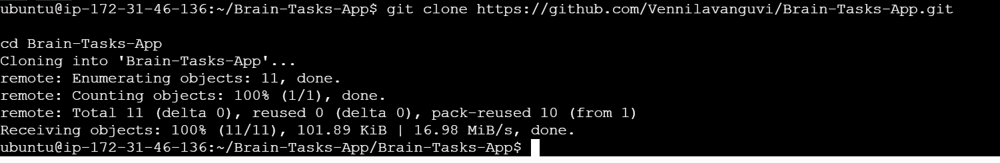 ubuntu@ip-172-31-46-136:~/Brain-Tasks-App$ git clone https://github.com/Vennilavanguvi/Brain-Tasks-App.git
cd Brain-Tasks-App
Cloning into 'Brain-Tasks-App'...
remote: Enumerating objects: 11, done.
remote: Counting objects: 100% (1/1), done.
remote: Total 11 (delta 0), reused 0 (delta 0), pack-reused 10 (from 1)
Receiving objects: 100% (11/11), 101.89 KiB | 16.98 MiB/s, done.
ubuntu@ip-172-31-46-136:~/Brain-Tasks-App/Brain-Tasks-App$